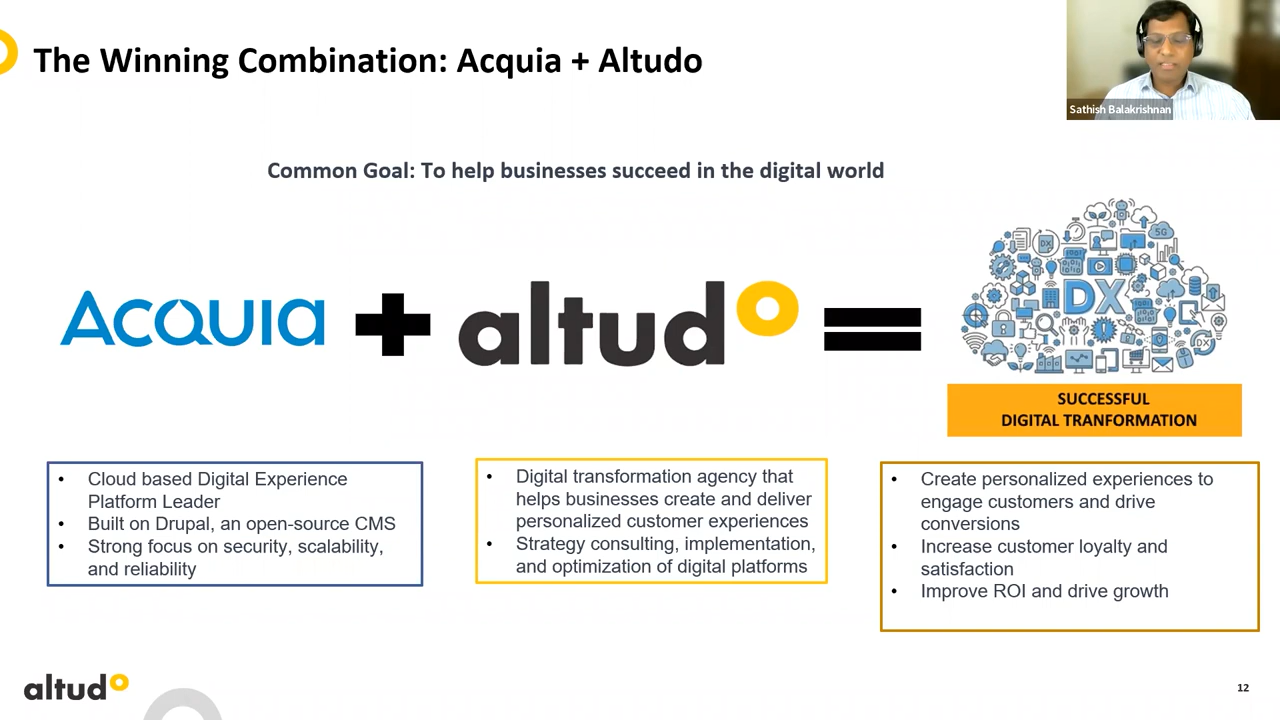 The Winning Combination: Acquia + Altudo
Sathish Balakrishnan
Common Goal: To help businesses succeed in the digital world
ACQUIA + altudo =
5G
DX
DX
DX
SUCCESSFUL
DIGITAL TRANFORMATION
• Cloud based Digital Experience
Platform Leader
• Built on Drupal, an open-source CMS
• Strong focus on security, scalability,
and reliability
• Digital transformation agency that
helps businesses create and deliver
personalized customer experiences
• Strategy consulting, implementation,
and optimization of digital platforms
• Create personalized experiences to
engage customers and drive
conversions
• Increase customer loyalty and
satisfaction
• Improve ROI and drive growth
altudo
12